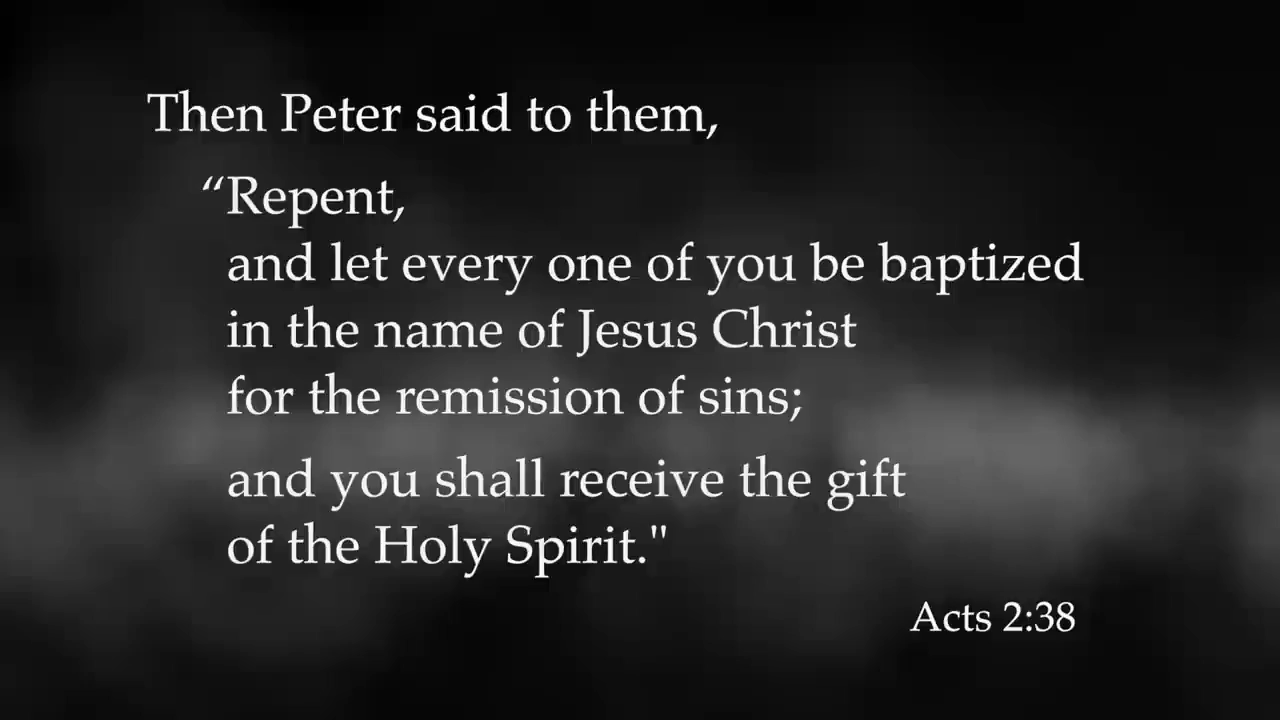 Then Peter said to them,
“Repent,
and let every one of you be baptized
in the name of Jesus Christ
for the remission of sins;
and you shall receive the gift
of the Holy Spirit."
Acts 2:38